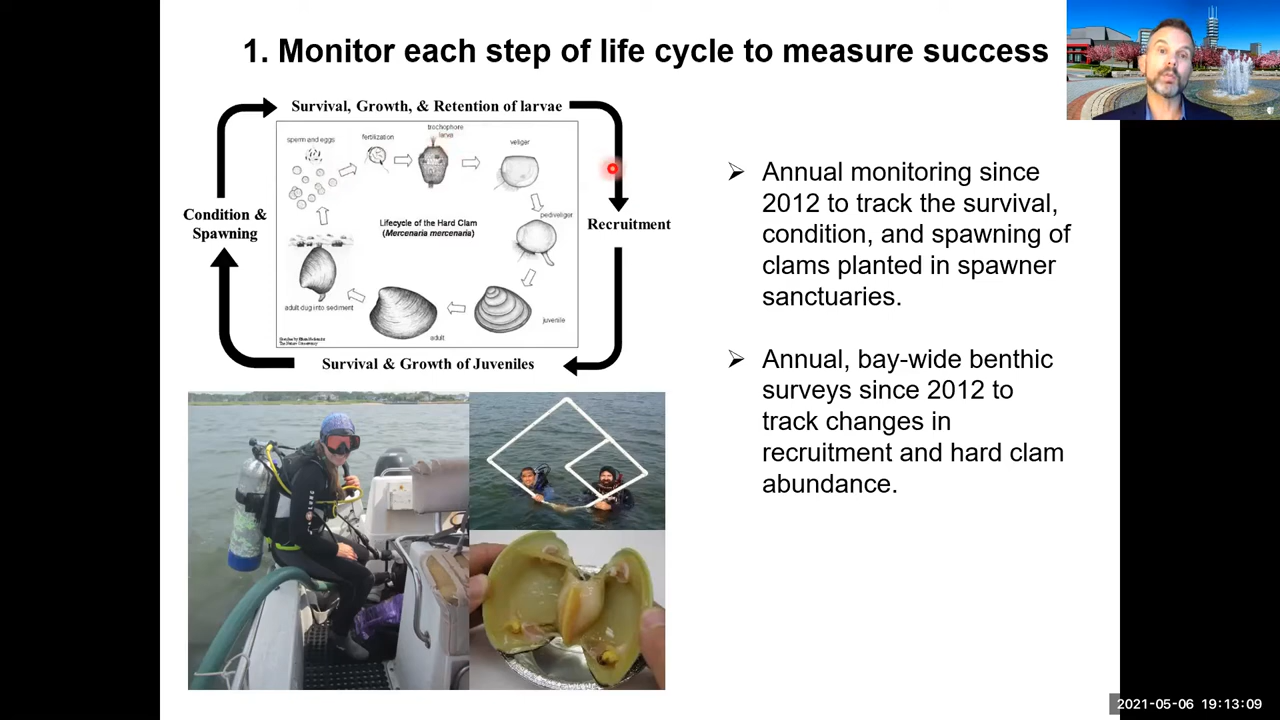 1. Monitor each step of life cycle to measure success
Survival, Growth, & Retention of larvae
sperm and eggs
fertilization
trochophore
larva
veliger
Condition &
Spawning
Lifecycle of the Hard Clam
(Mercenaria mercenaria)
pediveliger
Recruitment
adult dug into sediment
juvenile
adult
Survival & Growth of Juveniles
➢ Annual monitoring since
2012 to track the survival,
condition, and spawning of
clams planted in spawner
sanctuaries.
➢ Annual, bay-wide benthic
surveys since 2012 to
track changes in
recruitment and hard clam
abundance.
2021-05-06 19:13:09